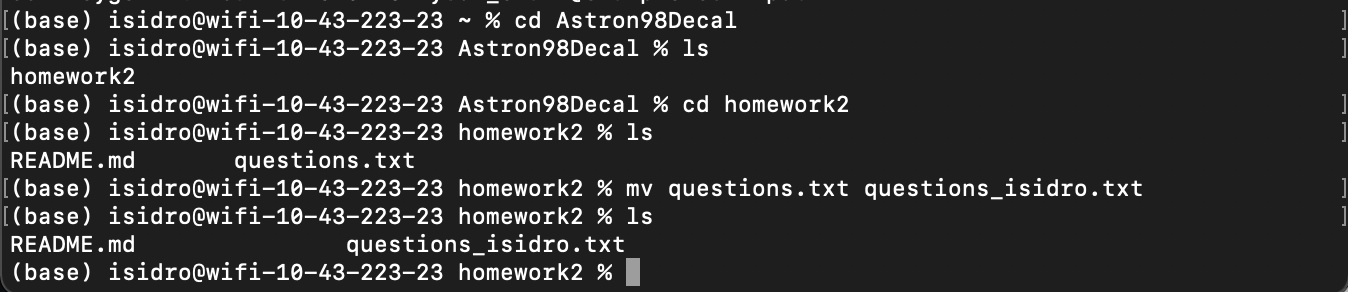 [(base) isidro@wifi-10-43-223-23 ~ % cd Astron98Decal ]
[(base) isidro@wifi-10-43-223-23 Astron98Decal % ls ]
homework2
[(base) isidro@wifi-10-43-223-23 Astron98Decal % cd homework2 ]
[(base) isidro@wifi-10-43-223-23 homework2 % ls ]
README.md questions.txt
[(base) isidro@wifi-10-43-223-23 homework2 % mv questions.txt questions_isidro.txt ]
[(base) isidro@wifi-10-43-223-23 homework2 % ls ]
README.md questions_isidro.txt
(base) isidro@wifi-10-43-223-23 homework2 %